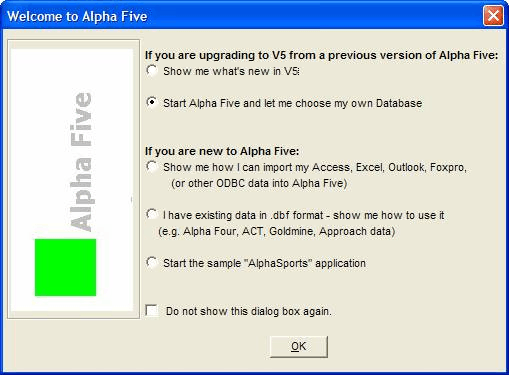 Welcome to Alpha Five
Alpha Five
If you are upgrading to V5 from a previous version of Alpha Five:
Show me what's new in V5:
Start Alpha Five and let me choose my own Database
If you are new to Alpha Five:
Show me how I can import my Access, Excel, Outlook, Foxpro,
(or other ODBC data into Alpha Five)
I have existing data in .dbf format - show me how to use it
(e.g. Alpha Four, ACT, Goldmine, Approach data)
Start the sample "AlphaSports" application
Do not show this dialog box again.
OK